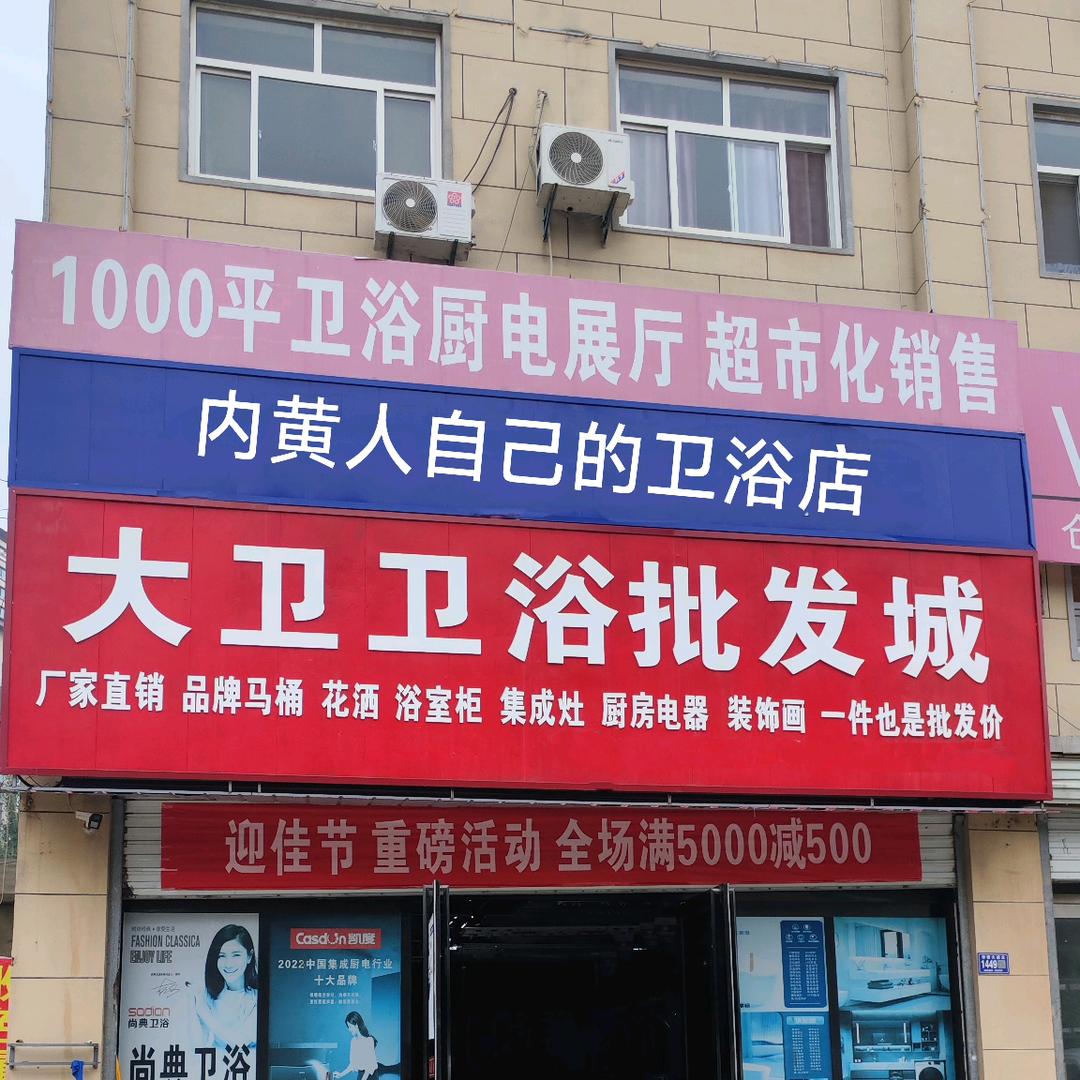 1000平卫浴厨电展厅 超市化销售
内黄人自己的卫浴店
大卫卫浴批发城
厂家直销 品牌马桶 花洒 浴室柜 集成灶 厨房电器 装饰画 一件也是批发价
迎佳节 重磅活动 全场满5000减500
FASHION CLASSICA
ENJOY LIFE
sodion
尚典卫浴
尚典卫浴
Casdon 凯度
2022中国集成厨电行业
十大品牌
1449